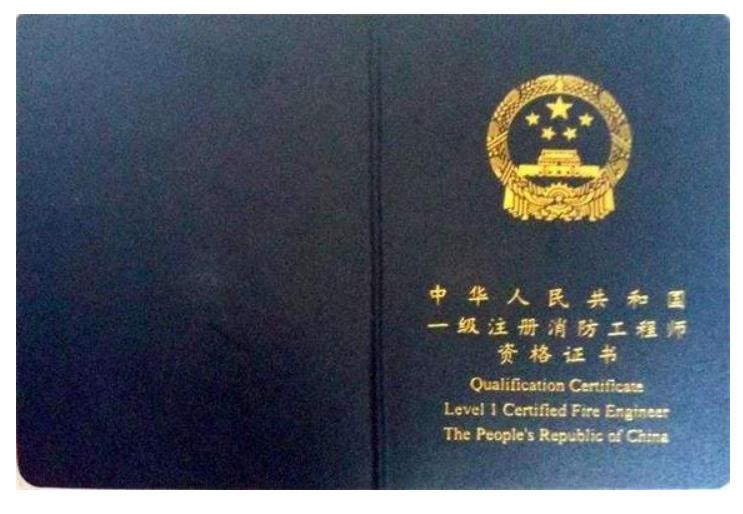 中华人民共和国
一级注册消防工程师
资格证书
Qualification Certificate
Level 1 Certified Fire Engineer
The People's Republic of China